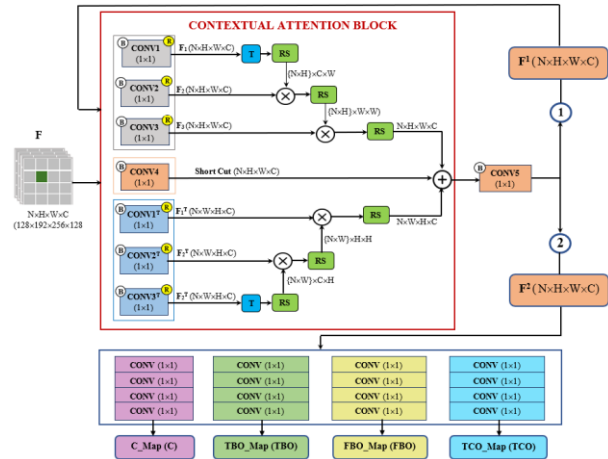 CONTEXTUAL ATTENTION BLOCK
B
CONV1
(1×1)
R
F₁ (N×H×W×C)
T
RS
{N×H}×C×W
B
CONV2
(1×1)
R
F₂ (N×H×W×C)
RS
{N×H}×W×W)
B
CONV3
(1×1)
R
F₃ (N×H×W×C)
RS
N×H×W×C
F¹ (N×H×W×C)
1
F
N×H×W×C
(128×192×256×128
CONV4
(1×1)
Short Cut (N×H×W×C)
B
CONV5
(1×1)
B
CONV1ᵀ
(1×1)
R
F₁ᵀ (N×W×H×C)
RS
N×W×H×C
{N×W}×H×H
B
CONV2ᵀ
(1×1)
R
F₂ᵀ (N×W×H×C)
RS
{N×W}×C×H
B
CONV3ᵀ
(1×1)
R
(N×W×H×C)
T
RS
2
F² (N×H×W×C)
CONV (1×1)
CONV (1×1)
CONV (1×1)
CONV (1×1)
C_Map (C)
CONV (1×1)
CONV (1×1)
CONV (1×1)
CONV (1×1)
TBO_Map (TBO)
CONV (1×1)
CONV (1×1)
CONV (1×1)
CONV (1×1)
FBO_Map (FBO)
CONV (1×1)
CONV (1×1)
CONV (1×1)
CONV (1×1)
TCO_Map (TCO)